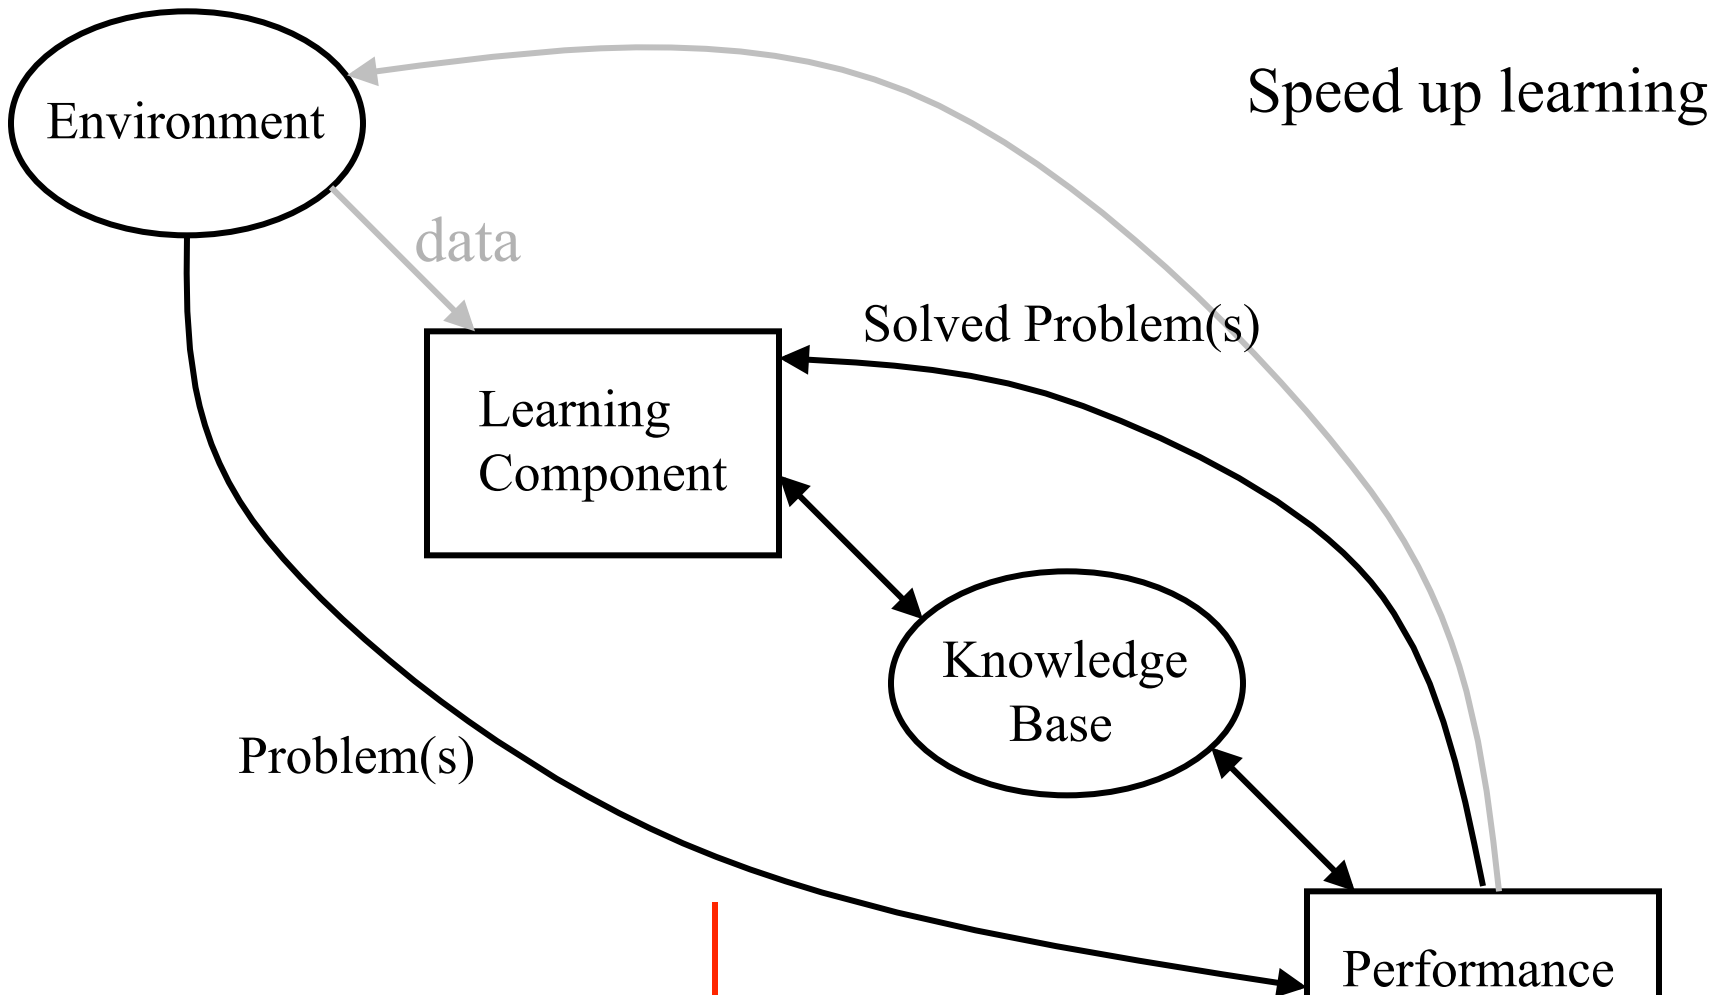 Speed up learning
Environment
data
Solved Problem(s)
Learning
Component
Knowledge
Base
Problem(s)
Performance